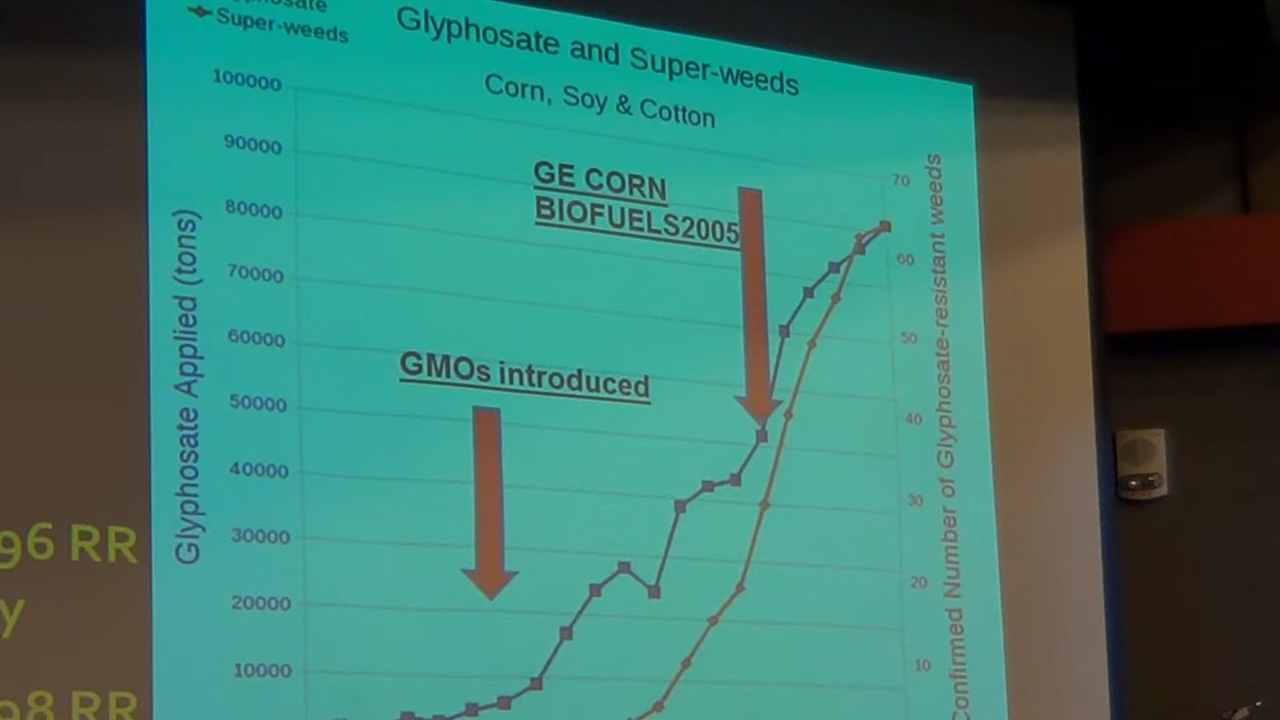 Super-weeds
Glyphosate and Super-weeds
Corn, Soy & Cotton
100000
90000
80000
70000
60000
50000
40000
30000
20000
10000
Glyphosate Applied (tons)
GE CORN
BIOFUELS2005
GMOs introduced
70
60
50
40
30
20
10
Confirmed Number of Glyphosate-resistant weeds
96 RR
y
98 RR